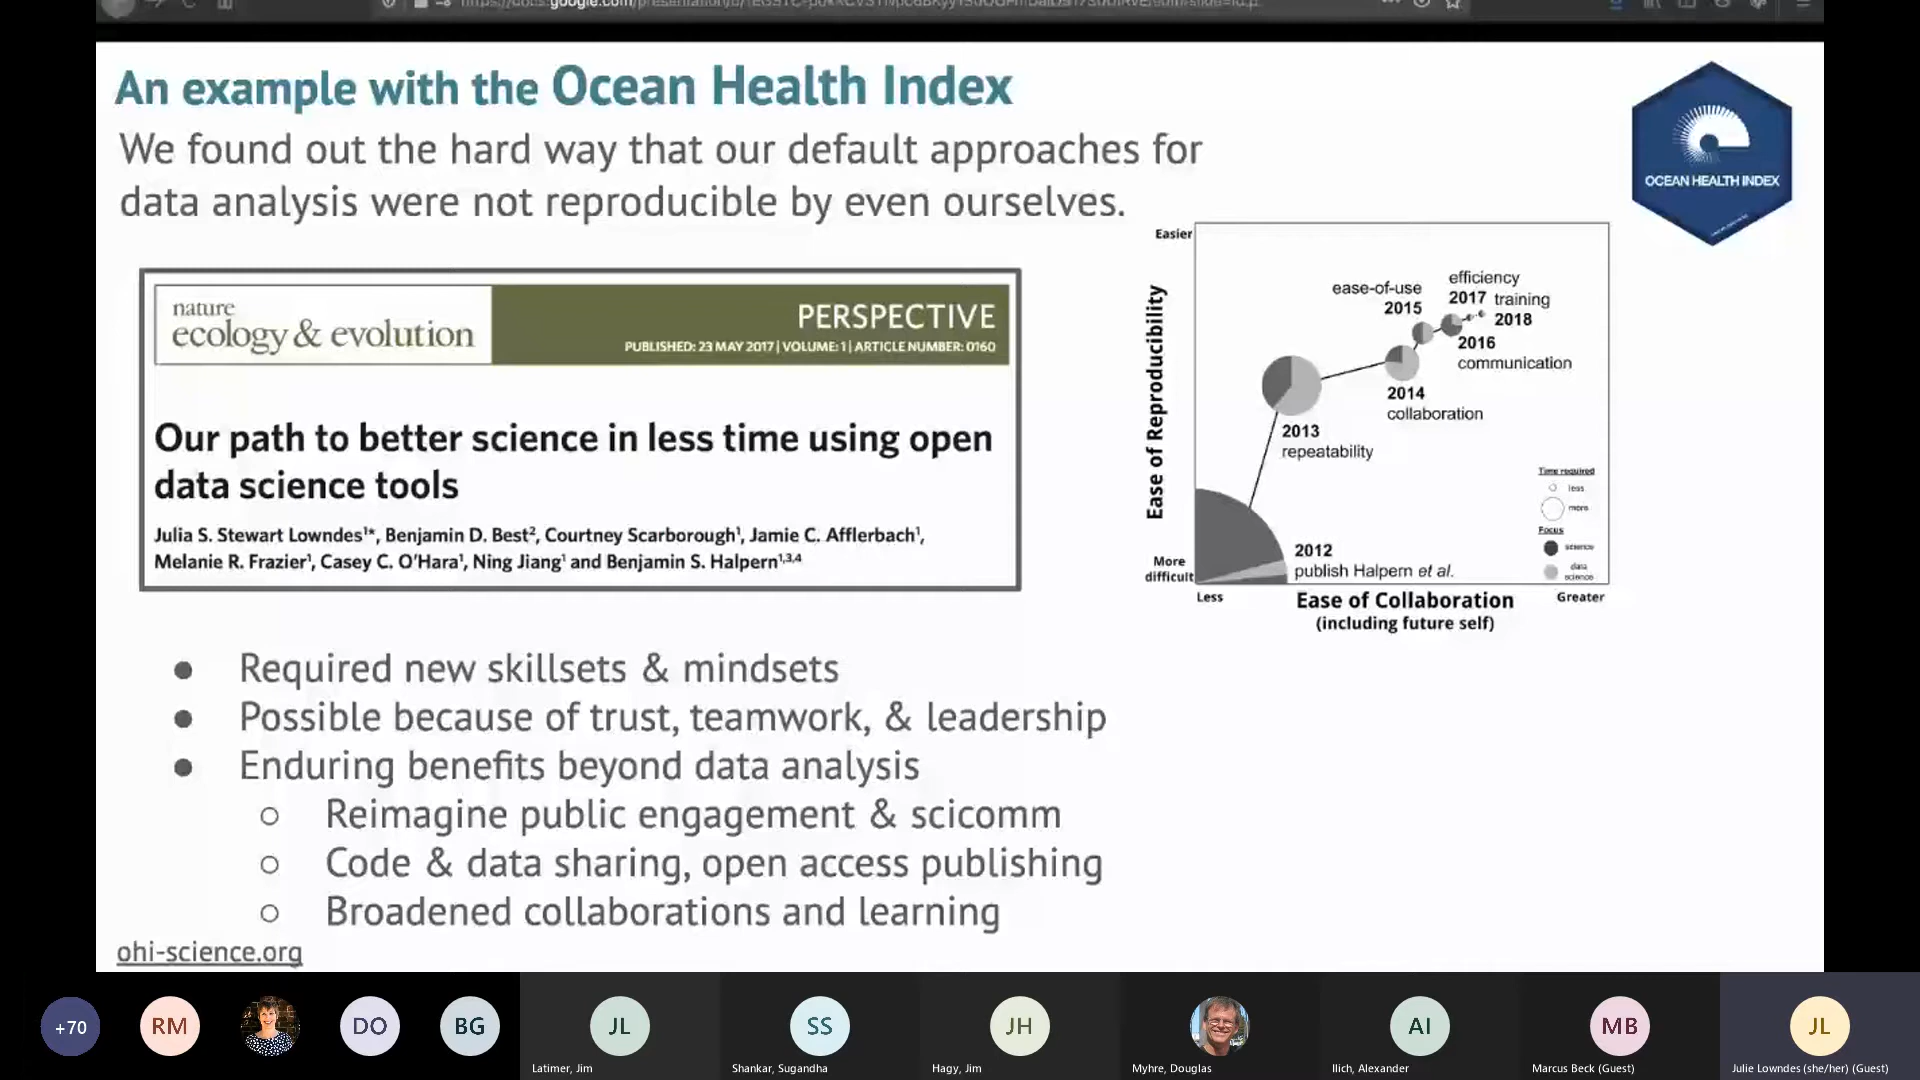 An example with the Ocean Health Index
We found out the hard way that our default approaches for
data analysis were not reproducible by even ourselves.
OCEAN HEALTH INDEX
nature
ecology & evolution
PERSPECTIVE
PUBLISHED: 23 MAY 2017 | VOLUME: 1 | ARTICLE NUMBER: 0160
Our path to better science in less time using open
data science tools
Julia S. Stewart Lowndes¹*, Benjamin D. Best², Courtney Scarborough¹, Jamie C. Afflerbach¹,
Melanie R. Frazier¹, Casey C. O’Hara¹, Ning Jiang¹ and Benjamin S. Halpern¹,³,⁴
Easier
Ease of Reproducibility
More
difficult
efficiency
ease-of-use
2017 training
2015
2018
2016
communication
2014
collaboration
2013
repeatability
Time required
less
more
Focus
science
data
science
2012
publish Halpern et al.
Less
Ease of Collaboration
Greater
(including future self)
● Required new skillsets & mindsets
● Possible because of trust, teamwork, & leadership
● Enduring benefits beyond data analysis
○ Reimagine public engagement & scicomm
○ Code & data sharing, open access publishing
○ Broadened collaborations and learning
ohi-science.org
+70
RM
DO
BG
JL
SS
JH
AI
MB
JL
Latimer, Jim
Shankar, Sugandha
Hagy, Jim
Myhre, Douglas
Ilich, Alexander
Marcus Beck (Guest)
Julie Lowndes (she/her) (Guest)